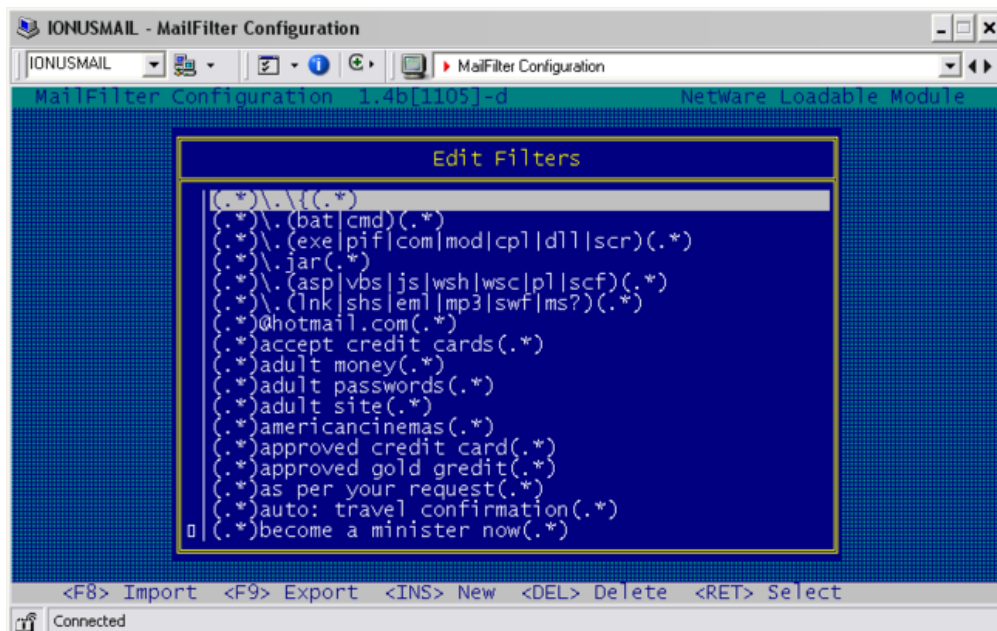 IONUSMAIL - MailFilter Configuration
IONUSMAIL MailFilter Configuration
MailFilter Configuration 1.4b[1105]-d NetWare Loadable Module
Edit Filters
(.*)\.\{(.*)
(.*)\.(bat|cmd)(.*)
(.*)\.(exe|pif|com|mod|cpl|dll|scr)(.*)
(.*)\.jar(.*)
(.*)\.(asp|vbs|js|wsh|wsc|pl|scf)(.*)
(.*)\.(lnk|shs|eml|mp3|swf|ms?)(.*)
(.*)@hotmail.com(.*)
(.*)accept credit cards(.*)
(.*)adult money(.*)
(.*)adult passwords(.*)
(.*)adult site(.*)
(.*)americancinemas(.*)
(.*)approved credit card(.*)
(.*)approved gold gredit(.*)
(.*)as per your request(.*)
(.*)auto: travel confirmation(.*)
(.*)become a minister now(.*)
<F8> Import <F9> Export <INS> New <DEL> Delete <RET> Select
Connected